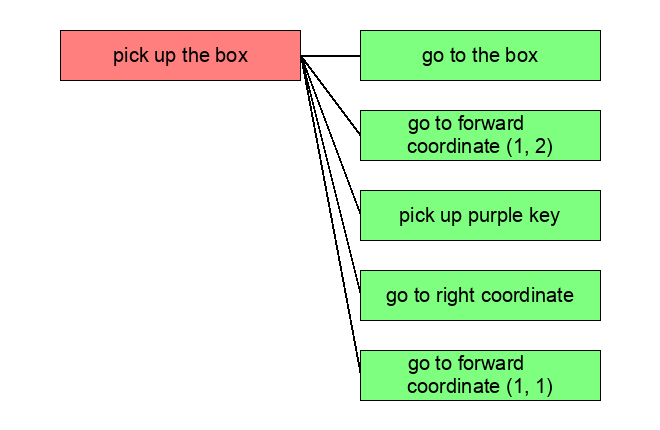 pick up the box
go to the box
go to forward
coordinate (1, 2)
pick up purple key
go to right coordinate
go to forward
coordinate (1, 1)